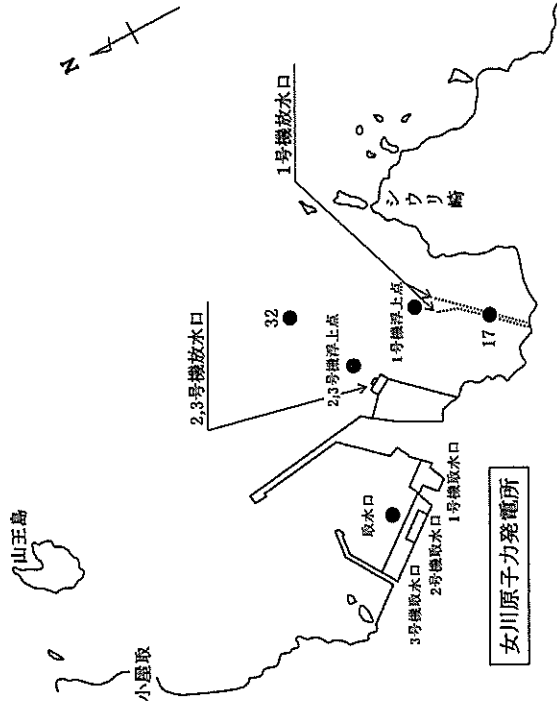 N
1号機放水口
シウリ崎
32
2,3号機放水口
2,3号機浮上点
1号機浮上点
17
山王島
小屋取
取水口
1号機取水口
2号機取水口
3号機取水口
女川原子力発電所